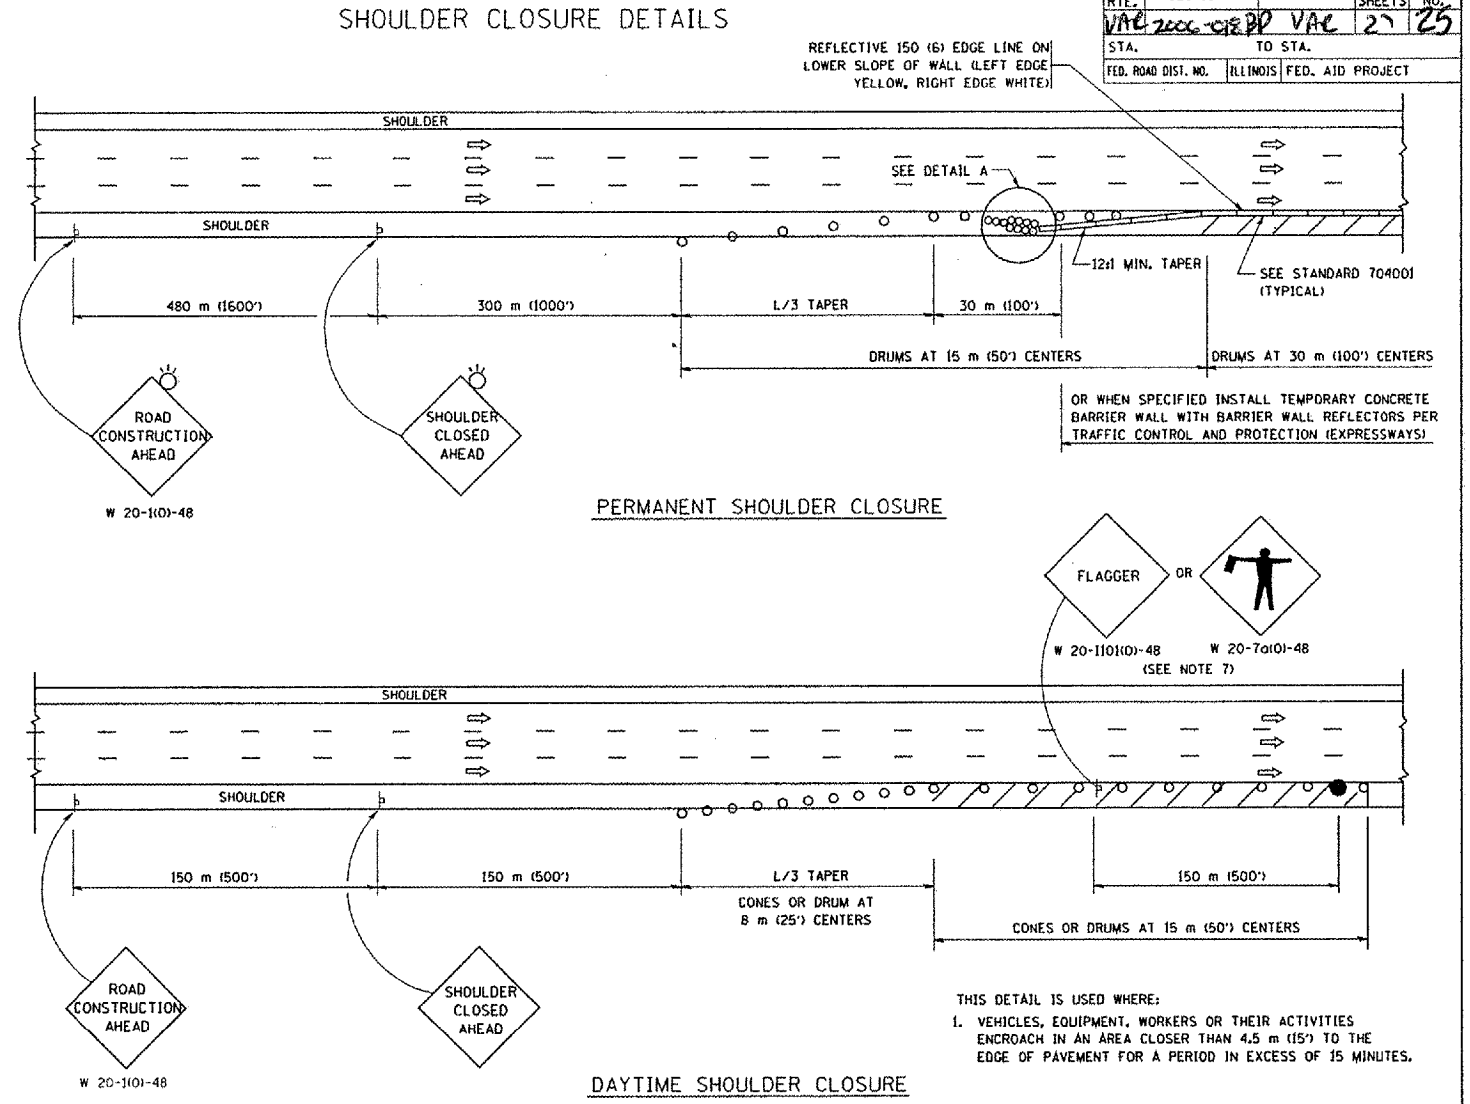 SHOULDER CLOSURE DETAILS
RTE. SHEETS NO.
VAR 2006-018BP VAR 27 25
STA. TO STA.
FED. ROAD DIST. NO. ILLINOIS FED. AID PROJECT
REFLECTIVE 150 (6) EDGE LINE ON
LOWER SLOPE OF WALL (LEFT EDGE
YELLOW, RIGHT EDGE WHITE)
SHOULDER
SEE DETAIL A
SHOULDER
12:1 MIN. TAPER
SEE STANDARD 704001
(TYPICAL)
480 m (1600')
300 m (1000')
L/3 TAPER
30 m (100')
DRUMS AT 15 m (50') CENTERS
DRUMS AT 30 m (100') CENTERS
OR WHEN SPECIFIED INSTALL TEMPORARY CONCRETE
BARRIER WALL WITH BARRIER WALL REFLECTORS PER
TRAFFIC CONTROL AND PROTECTION (EXPRESSWAYS)
ROAD
CONSTRUCTION
AHEAD
W 20-1(O)-48
SHOULDER
CLOSED
AHEAD
PERMANENT SHOULDER CLOSURE
FLAGGER
OR
W 20-1101(O)-48
W 20-7a(O)-48
(SEE NOTE 7)
SHOULDER
SHOULDER
150 m (500')
150 m (500')
L/3 TAPER
CONES OR DRUM AT
8 m (25') CENTERS
150 m (500')
CONES OR DRUMS AT 15 m (50') CENTERS
ROAD
CONSTRUCTION
AHEAD
W 20-1(O)-48
SHOULDER
CLOSED
AHEAD
THIS DETAIL IS USED WHERE:
1. VEHICLES, EQUIPMENT, WORKERS OR THEIR ACTIVITIES
ENCROACH IN AN AREA CLOSER THAN 4.5 m (15') TO THE
EDGE OF PAVEMENT FOR A PERIOD IN EXCESS OF 15 MINUTES.
DAYTIME SHOULDER CLOSURE